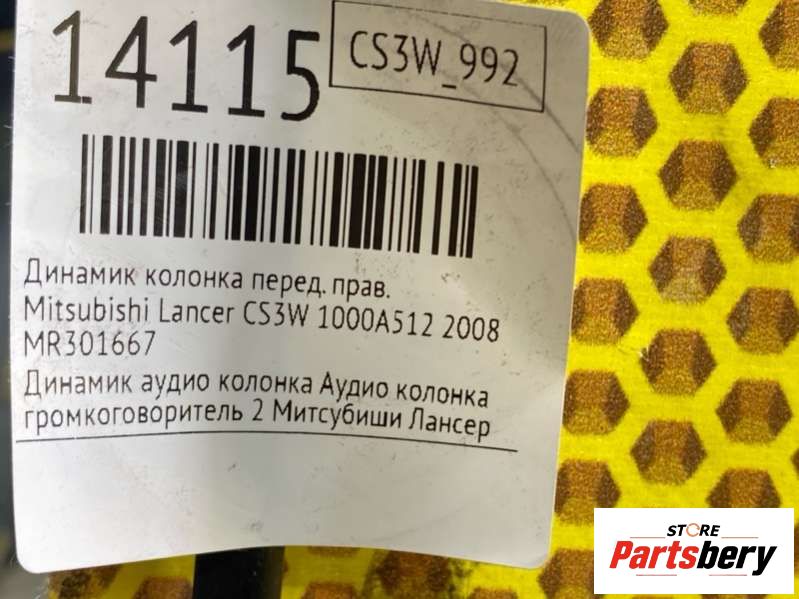 14115
CS3W_992
Динамик колонка перед. прав.
Mitsubishi Lancer CS3W 1000A512 2008
MR301667
Динамик аудио колонка Аудио колонка
громкоговоритель 2 Митсубиши Лансер
STORE
Partsbery